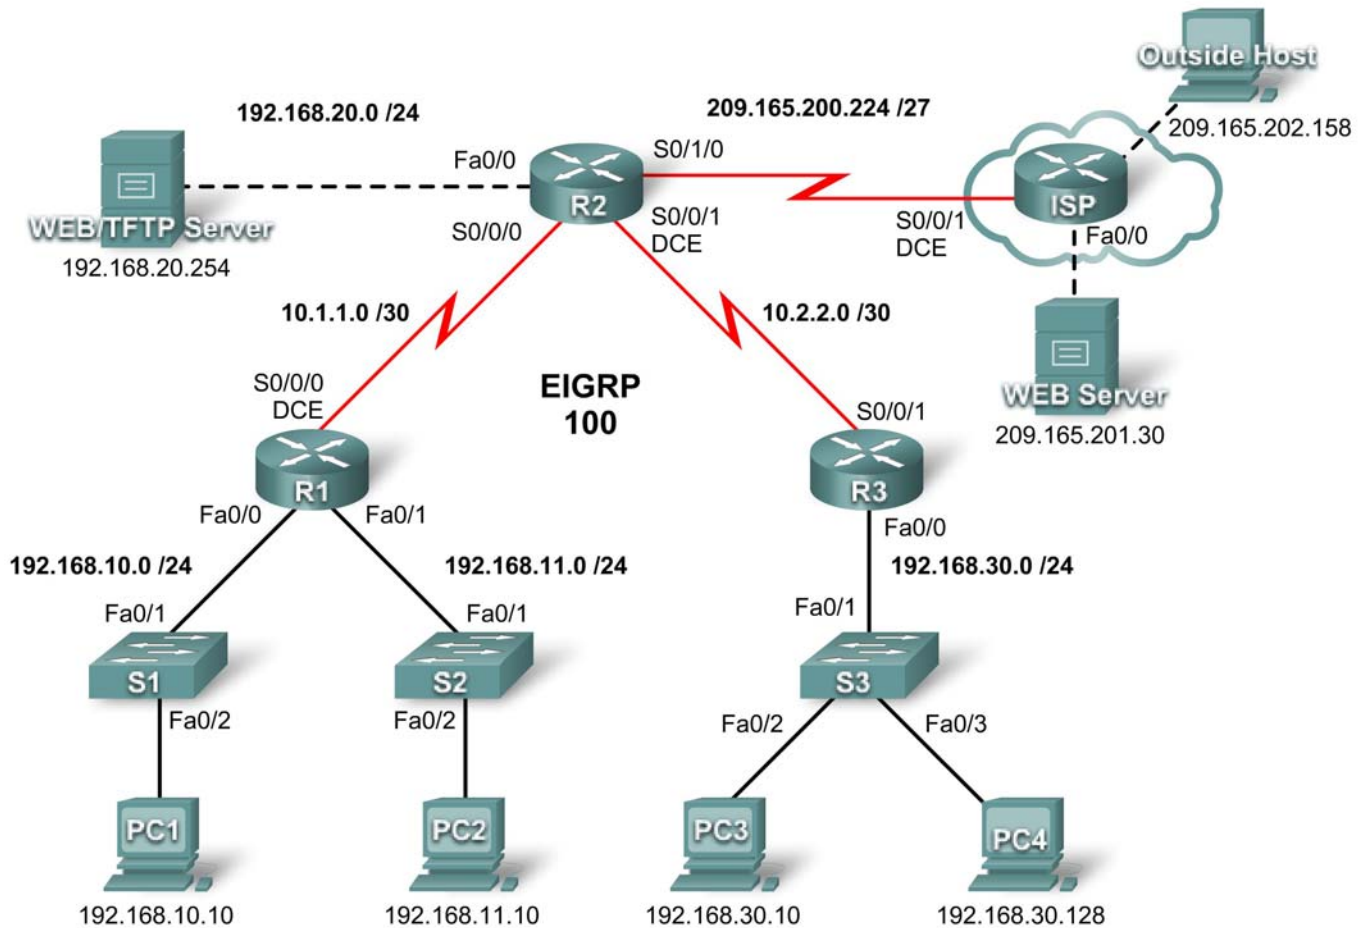 Outside Host
209.165.202.158
192.168.20.0 /24
209.165.200.224 /27
WEB/TFTP Server
192.168.20.254
Fa0/0
R2
S0/1/0
S0/0/0
S0/0/1
DCE
S0/0/1
DCE
ISP
Fa0/0
WEB Server
209.165.201.30
10.1.1.0 /30
10.2.2.0 /30
EIGRP
100
S0/0/0
DCE
R1
Fa0/0
Fa0/1
S0/0/1
R3
Fa0/0
192.168.10.0 /24
192.168.11.0 /24
192.168.30.0 /24
Fa0/1
S1
Fa0/2
Fa0/1
S2
Fa0/2
Fa0/1
S3
Fa0/2
Fa0/3
PC1
192.168.10.10
PC2
192.168.11.10
PC3
192.168.30.10
PC4
192.168.30.128